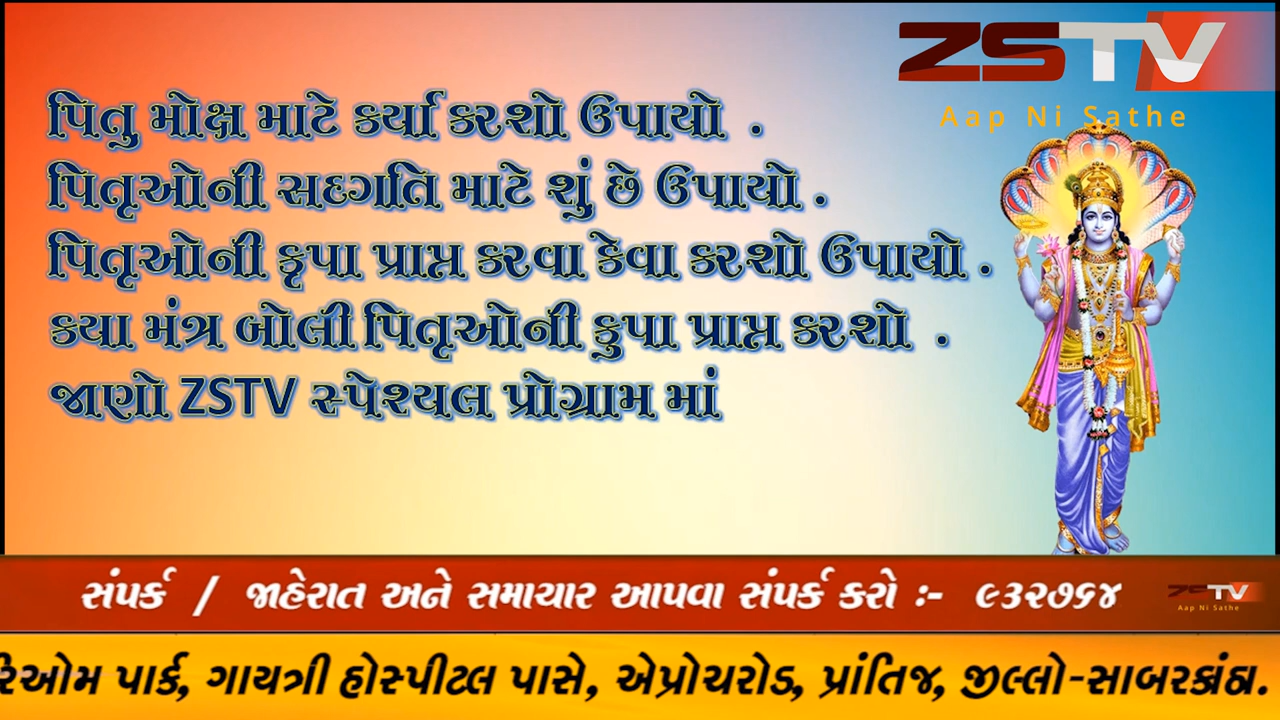 ZSTV
Aap Ni Sathe
પિતુ મોક્ષ માટે કર્યા કરશો ઉપાયો .
પિતૃઓની સદગતિ માટે શું છે ઉપાયો .
પિતૃઓની કૃપા પ્રાપ્ત કરવા કેવા કરશો ઉપાયો .
કયા મંત્ર બોલી પિતૃઓની કુપા પ્રાપ્ત કરશો .
જાણો ZSTV સ્પેશ્યલ પ્રોગ્રામ માં
સંપર્ક / જાહેરાત અને સમાચાર આપવા સંપર્ક કરો :- ૯૩૨૭૬૪
ZSTV
Aap Ni Sathe
રિઓમ પાર્ક, ગાયત્રી હોસ્પીટલ પાસે, એપ્રોચરોડ, પ્રાંતિજ, જીલ્લો-સાબરકાંઠા.